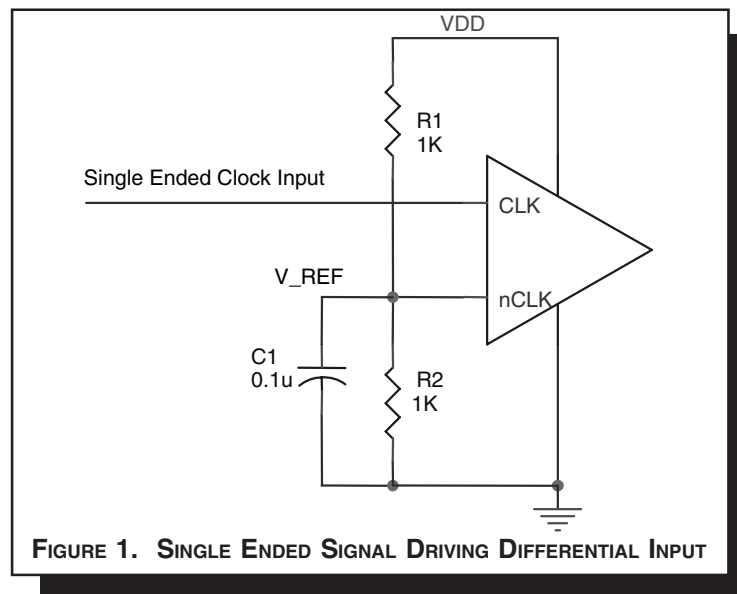 VDD
R1
1K
Single Ended Clock Input
CLK
V_REF
nCLK
C1
0.1u
R2
1K
FIGURE 1. SINGLE ENDED SIGNAL DRIVING DIFFERENTIAL INPUT